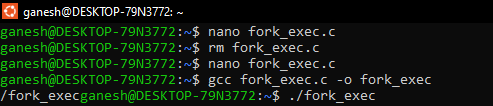 ganesh@DESKTOP-79N3772: ~
ganesh@DESKTOP-79N3772:~$ nano fork_exec.c
ganesh@DESKTOP-79N3772:~$ rm fork_exec.c
ganesh@DESKTOP-79N3772:~$ nano fork_exec.c
ganesh@DESKTOP-79N3772:~$ gcc fork_exec.c -o fork_exec
/fork_execganesh@DESKTOP-79N3772:~$ ./fork_exec